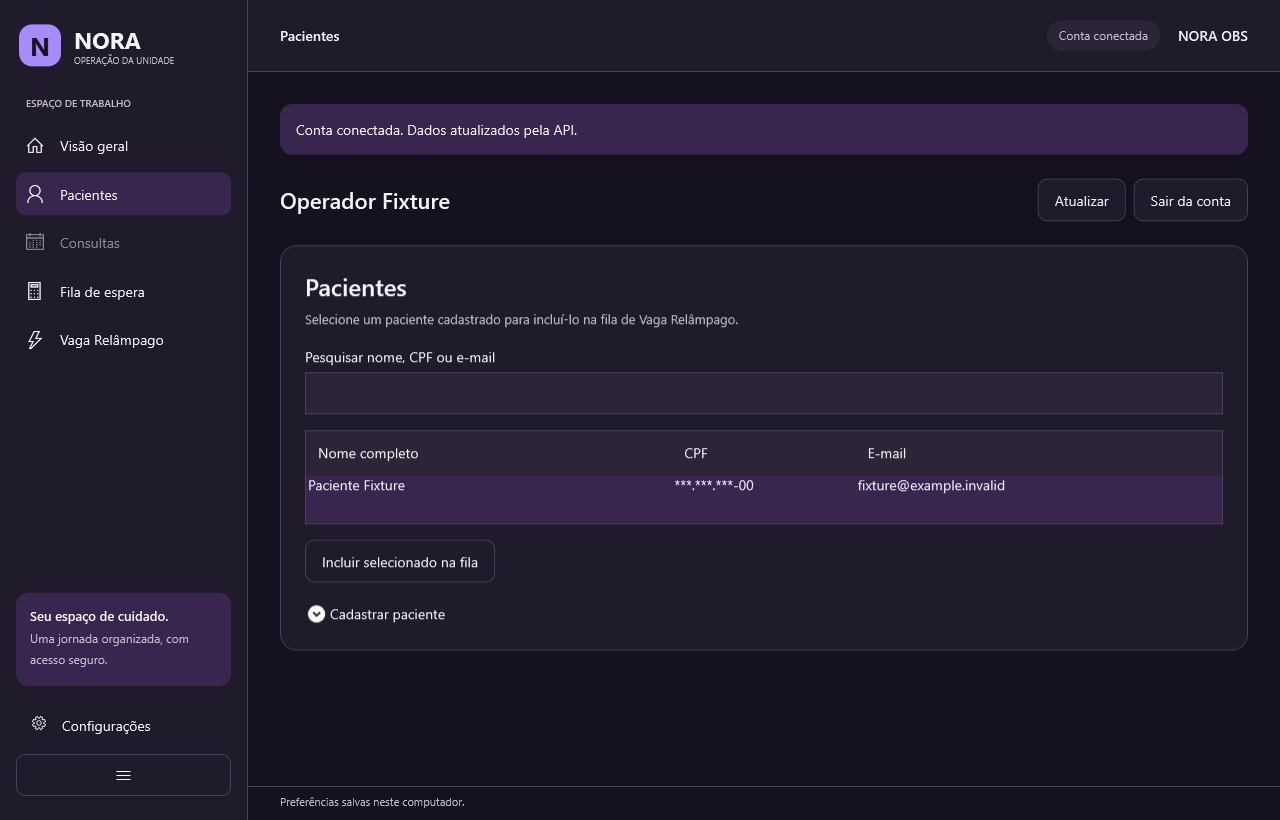 N
NORA
OPERAÇÃO DA UNIDADE
ESPAÇO DE TRABALHO
Visão geral
Pacientes
Consultas
Fila de espera
Vaga Relâmpago
Seu espaço de cuidado.
Uma jornada organizada, com
acesso seguro.
Configurações
Pacientes
Conta conectada
NORA OBS
Conta conectada. Dados atualizados pela API.
Operador Fixture
Atualizar
Sair da conta
Pacientes
Selecione um paciente cadastrado para incluí-lo na fila de Vaga Relâmpago.
Pesquisar nome, CPF ou e-mail
Nome completo CPF E-mail
Paciente Fixture ***.***.***-00 fixture@example.invalid
Incluir selecionado na fila
Cadastrar paciente
Preferências salvas neste computador.